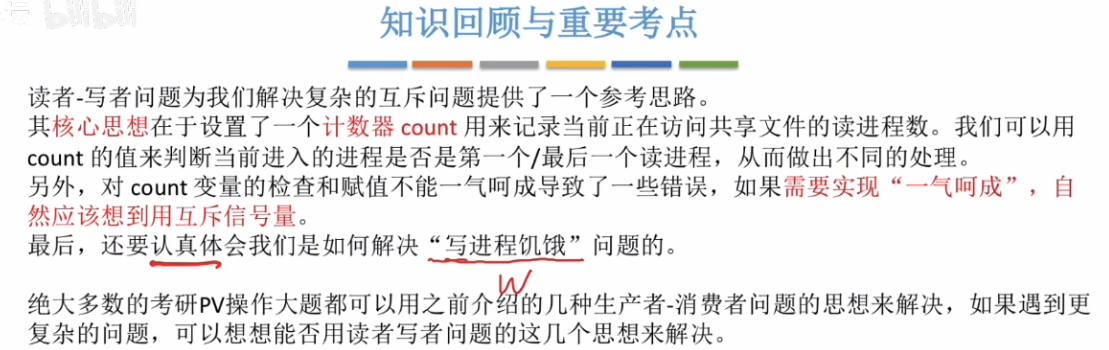 坛 bilibili
知识回顾与重要考点
读者-写者问题为我们解决复杂的互斥问题提供了一个参考思路。
其核心思想在于设置了一个计数器 count 用来记录当前正在访问共享文件的读进程数。我们可以用
count 的值来判断当前进入的进程是否是第一个/最后一个读进程，从而做出不同的处理。
另外，对 count 变量的检查和赋值不能一气呵成导致了一些错误，如果需要实现“一气呵成”，自
然应该想到用互斥信号量。
最后，还要认真体会我们是如何解决“写进程饥饿”问题的。
W
绝大多数的考研PV操作大题都可以用之前介绍的几种生产者-消费者问题的思想来解决，如果遇到更
复杂的问题，可以想想能否用读者写者问题的这几个思想来解决。